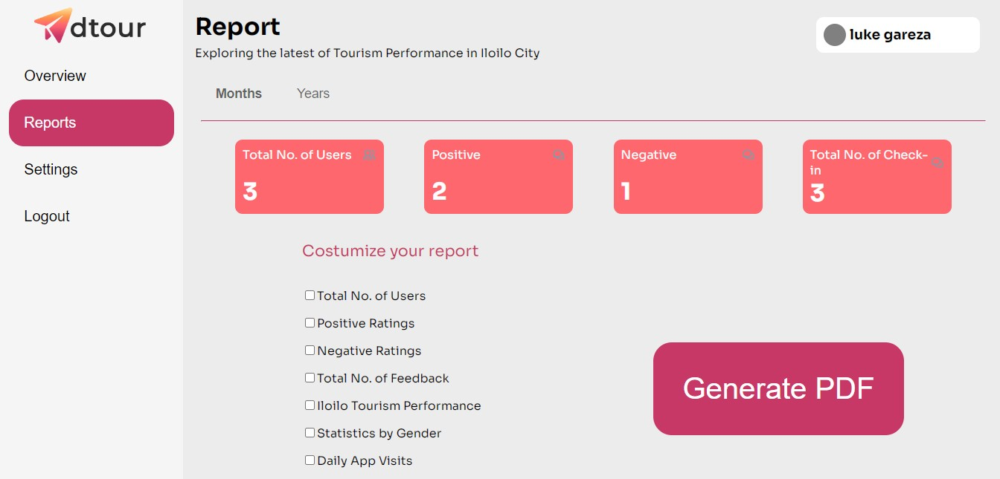 dtour
Overview
Reports
Settings
Logout
Report
Exploring the latest of Tourism Performance in Iloilo City
luke gareza
Months Years
Total No. of Users
3
Positive
2
Negative
1
Total No. of Check-
in
3
Costumize your report
Total No. of Users
Positive Ratings
Negative Ratings
Total No. of Feedback
Iloilo Tourism Performance
Statistics by Gender
Daily App Visits
Generate PDF